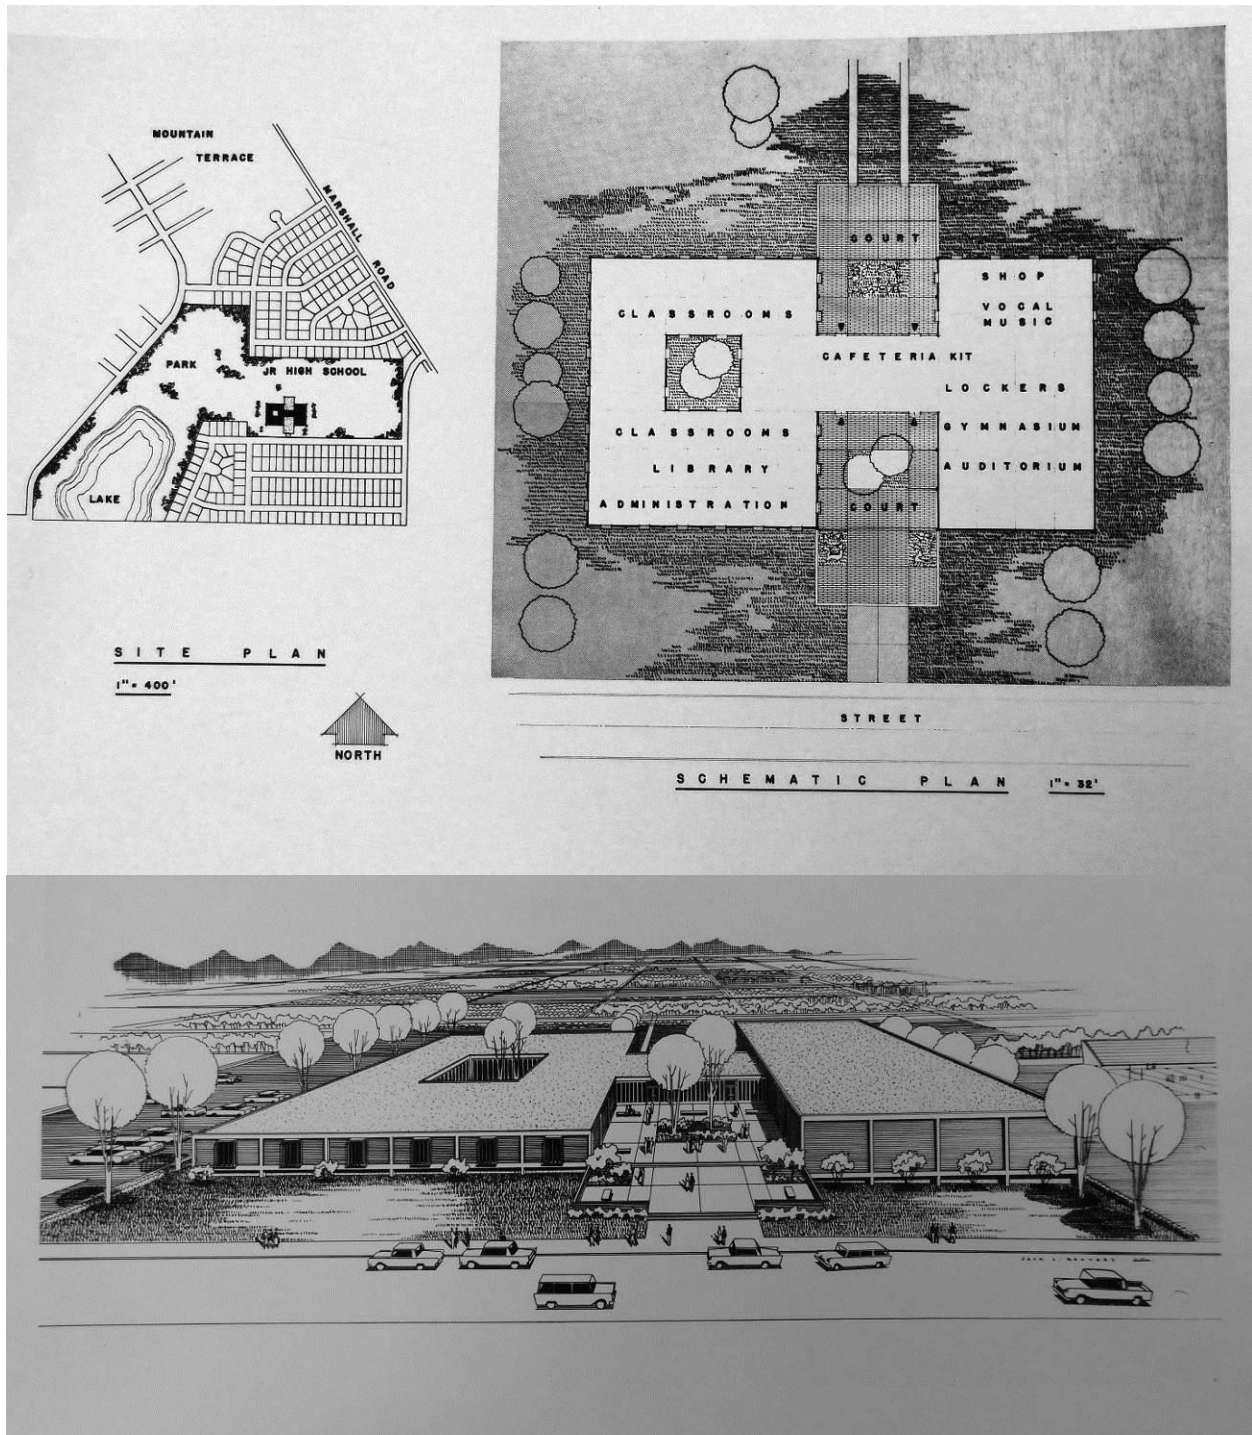 MOUNTAIN
TERRACE
MARSHALL ROAD
PARK
JR HIGH SCHOOL
LAKE
SITE PLAN
1" = 400'
NORTH
COURT
CLASSROOMS
SHOP
VOCAL
MUSIC
CAFETERIA KIT
LOCKERS
CLASSROOMS
GYMNASIUM
LIBRARY
AUDITORIUM
ADMINISTRATION
COURT
STREET
SCHEMATIC PLAN
1" = 32'